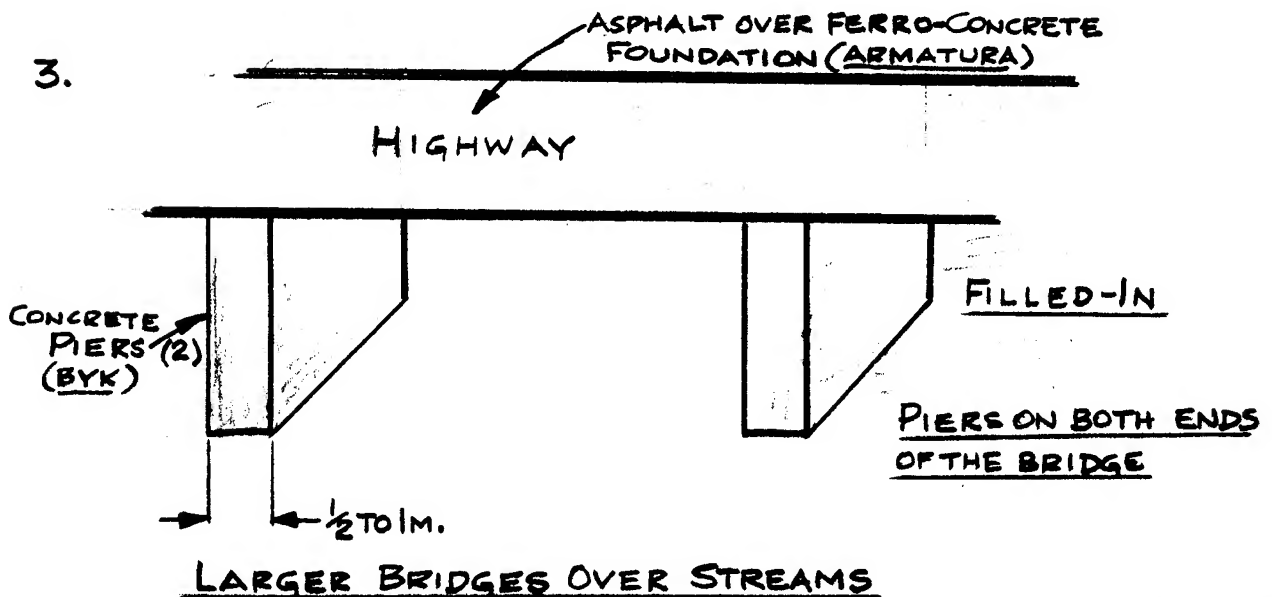 3.
ASPHALT OVER FERRO-CONCRETE
FOUNDATION (ARMATURA)
HIGHWAY
CONCRETE
PIERS (2)
(BYK)
FILLED-IN
PIERS ON BOTH ENDS
OF THE BRIDGE
½ TO 1M.
LARGER BRIDGES OVER STREAMS